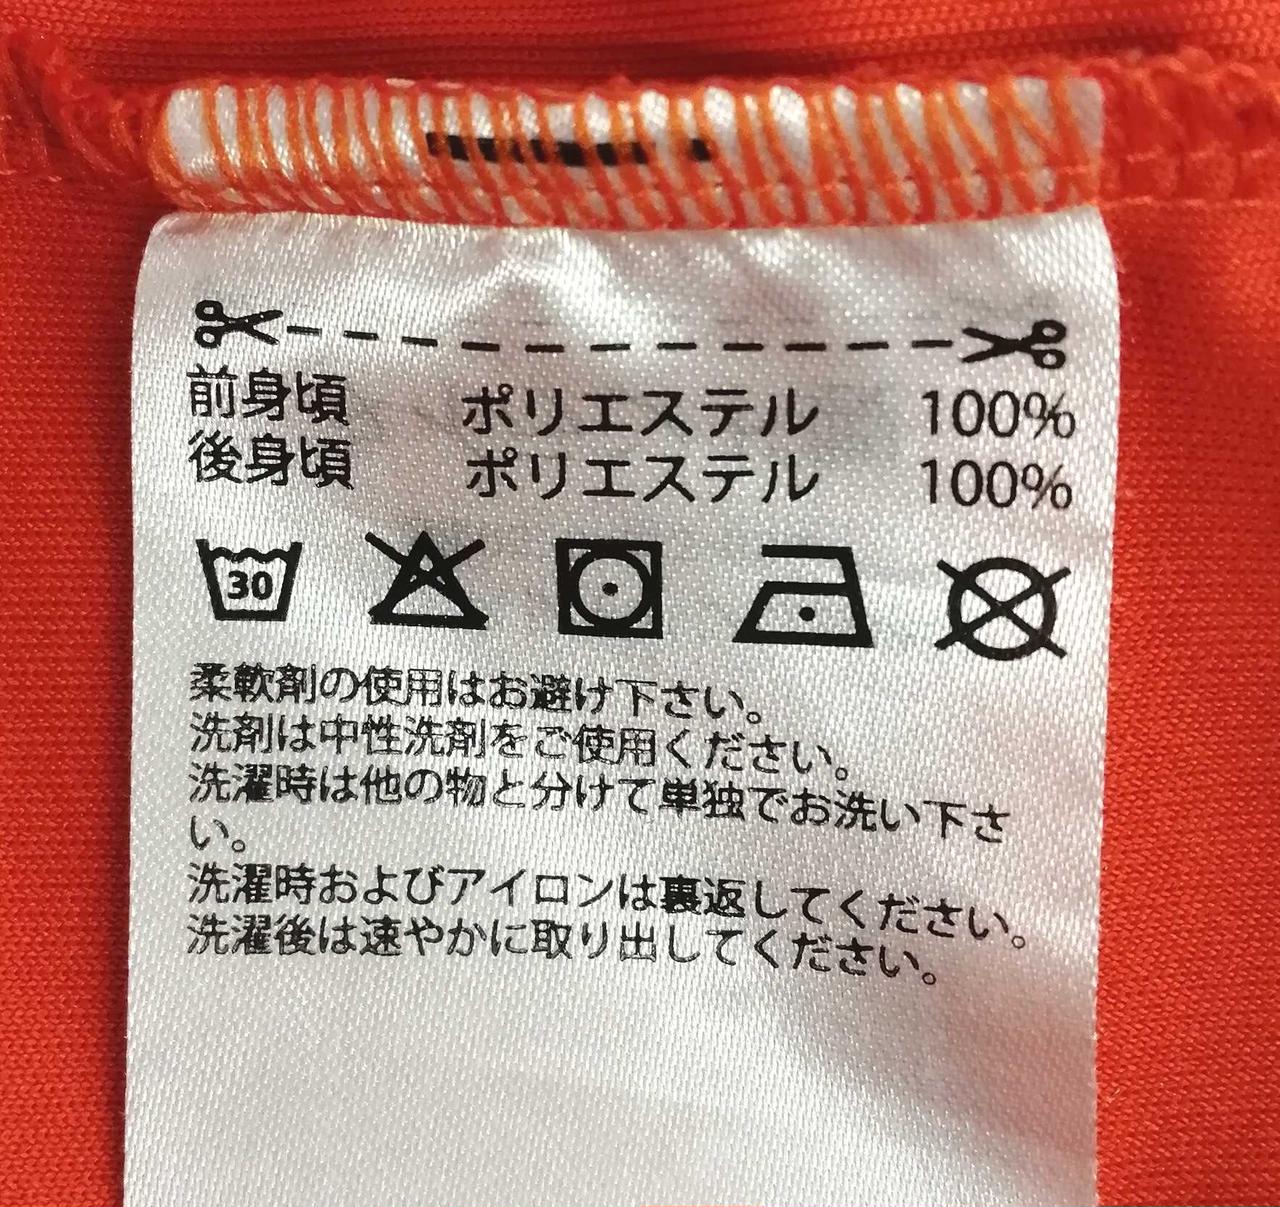 前身頃 ポリエステル 100%
後身頃 ポリエステル 100%
30
柔軟剤の使用はお避け下さい。
洗剤は中性洗剤をご使用ください。
洗濯時は他の物と分けて単独でお洗い下さ
い。
洗濯時およびアイロンは裏返してください。
洗濯後は速やかに取り出してください。